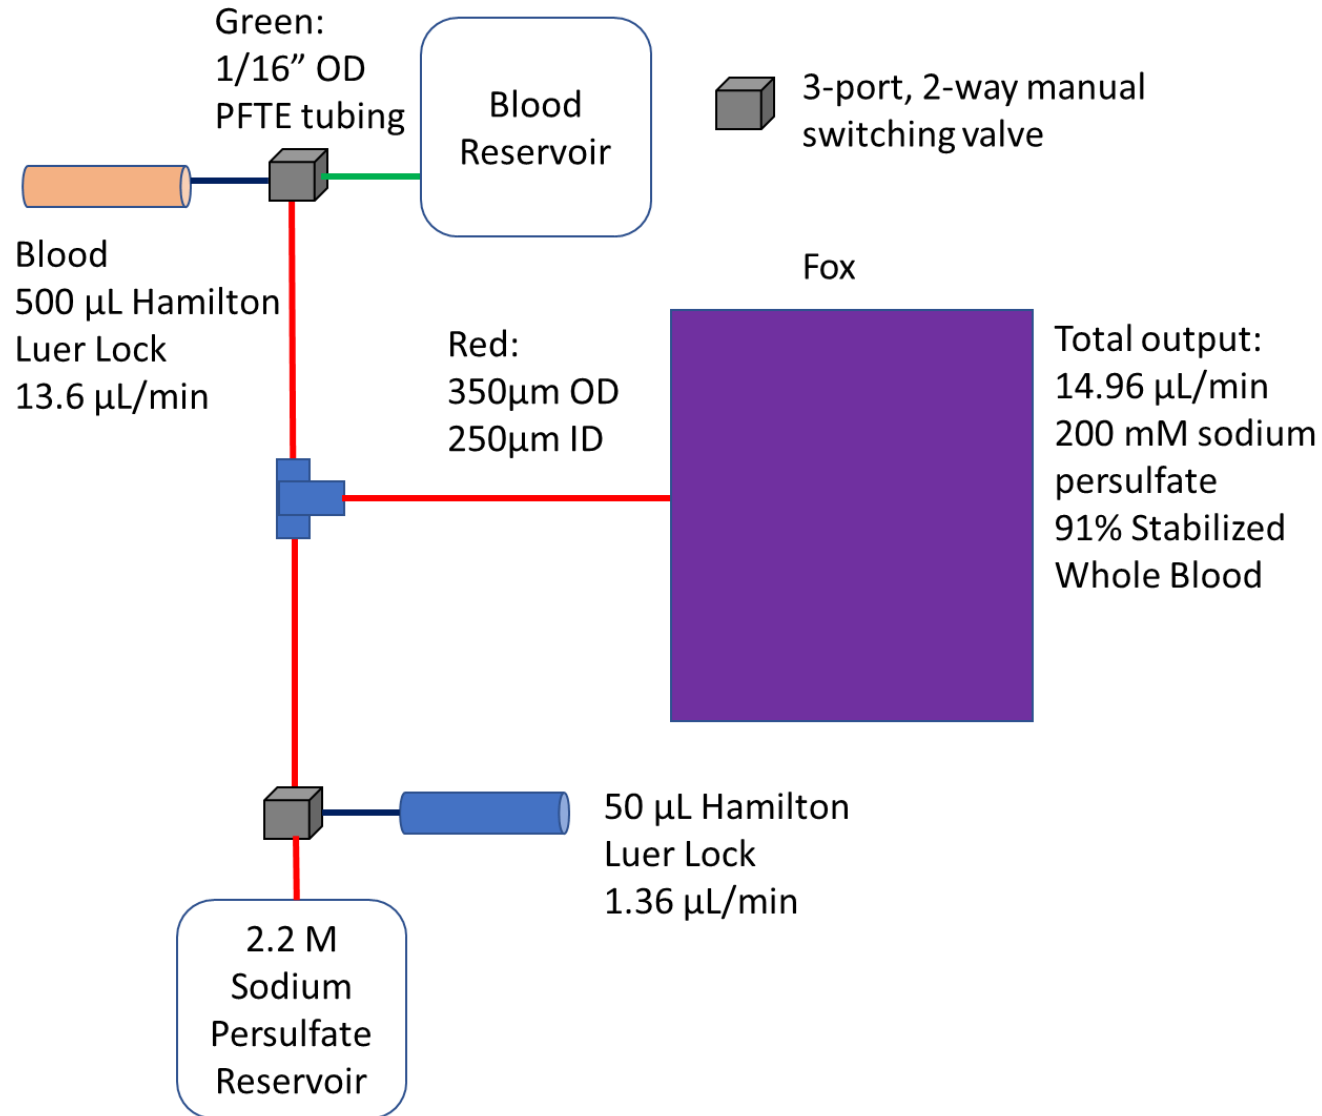 Green:
1/16” OD
PFTE tubing
Blood
Reservoir
3-port, 2-way manual
switching valve
Blood
500 µL Hamilton
Luer Lock
13.6 µL/min
Red:
350µm OD
250µm ID
Fox
Total output:
14.96 µL/min
200 mM sodium
persulfate
91% Stabilized
Whole Blood
50 µL Hamilton
Luer Lock
1.36 µL/min
2.2 M
Sodium
Persulfate
Reservoir